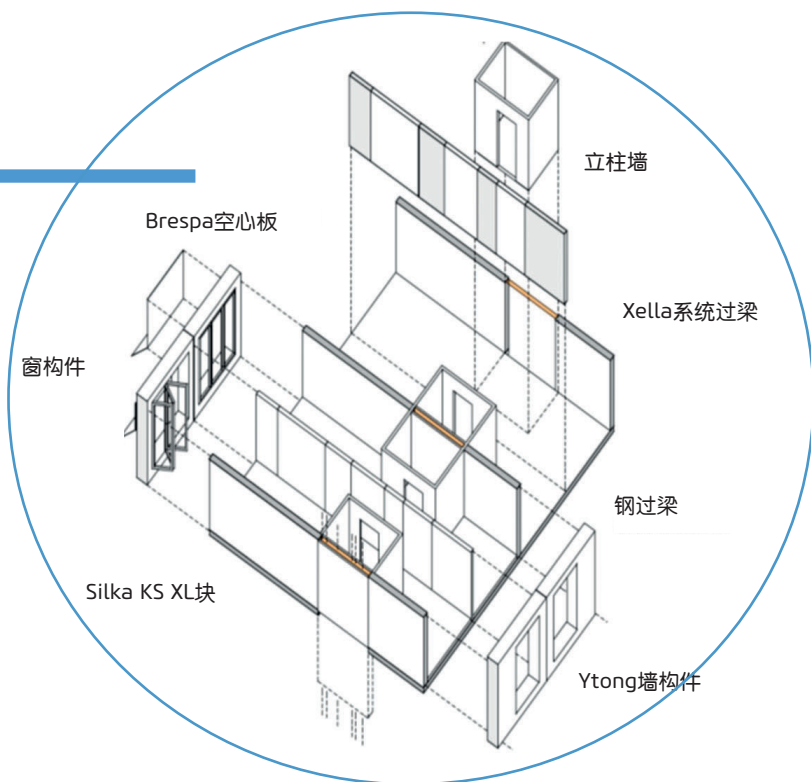 立柱墙
Brespa空心板
Xella系统过梁
窗构件
钢过梁
Silka KS XL块
Ytong墙构件